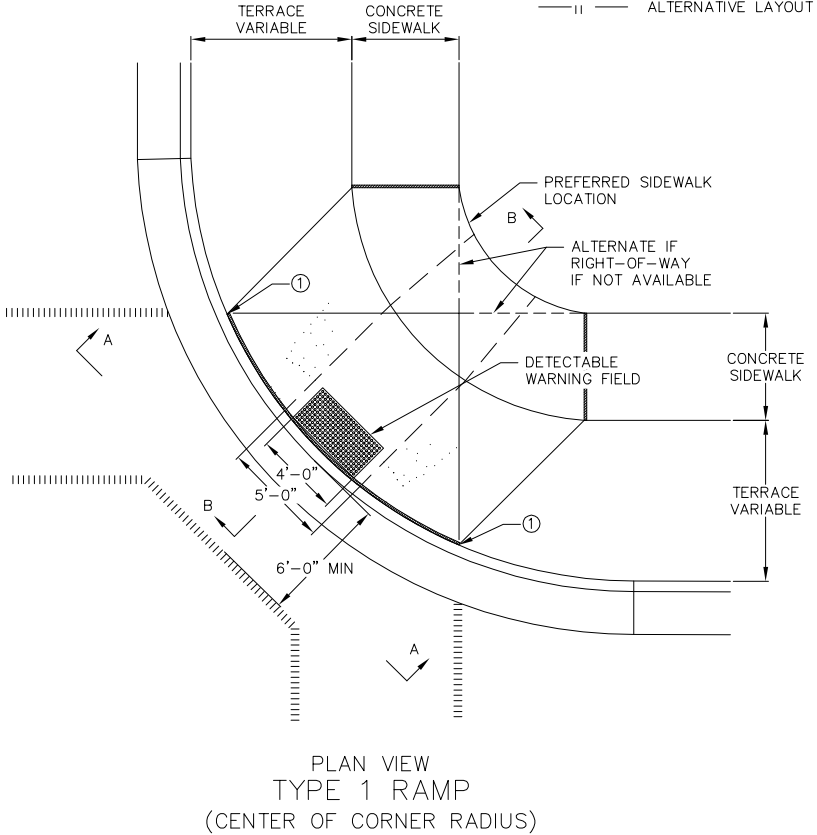 TERRACE
VARIABLE
CONCRETE
SIDEWALK
ALTERNATIVE LAYOUT
PREFERRED SIDEWALK
LOCATION
B
ALTERNATE IF
RIGHT-OF-WAY
IF NOT AVAILABLE
1
A
DETECTABLE
WARNING FIELD
CONCRETE
SIDEWALK
4'-0"
5'-0"
B
TERRACE
VARIABLE
1
6'-0" MIN
A
PLAN VIEW
TYPE 1 RAMP
(CENTER OF CORNER RADIUS)